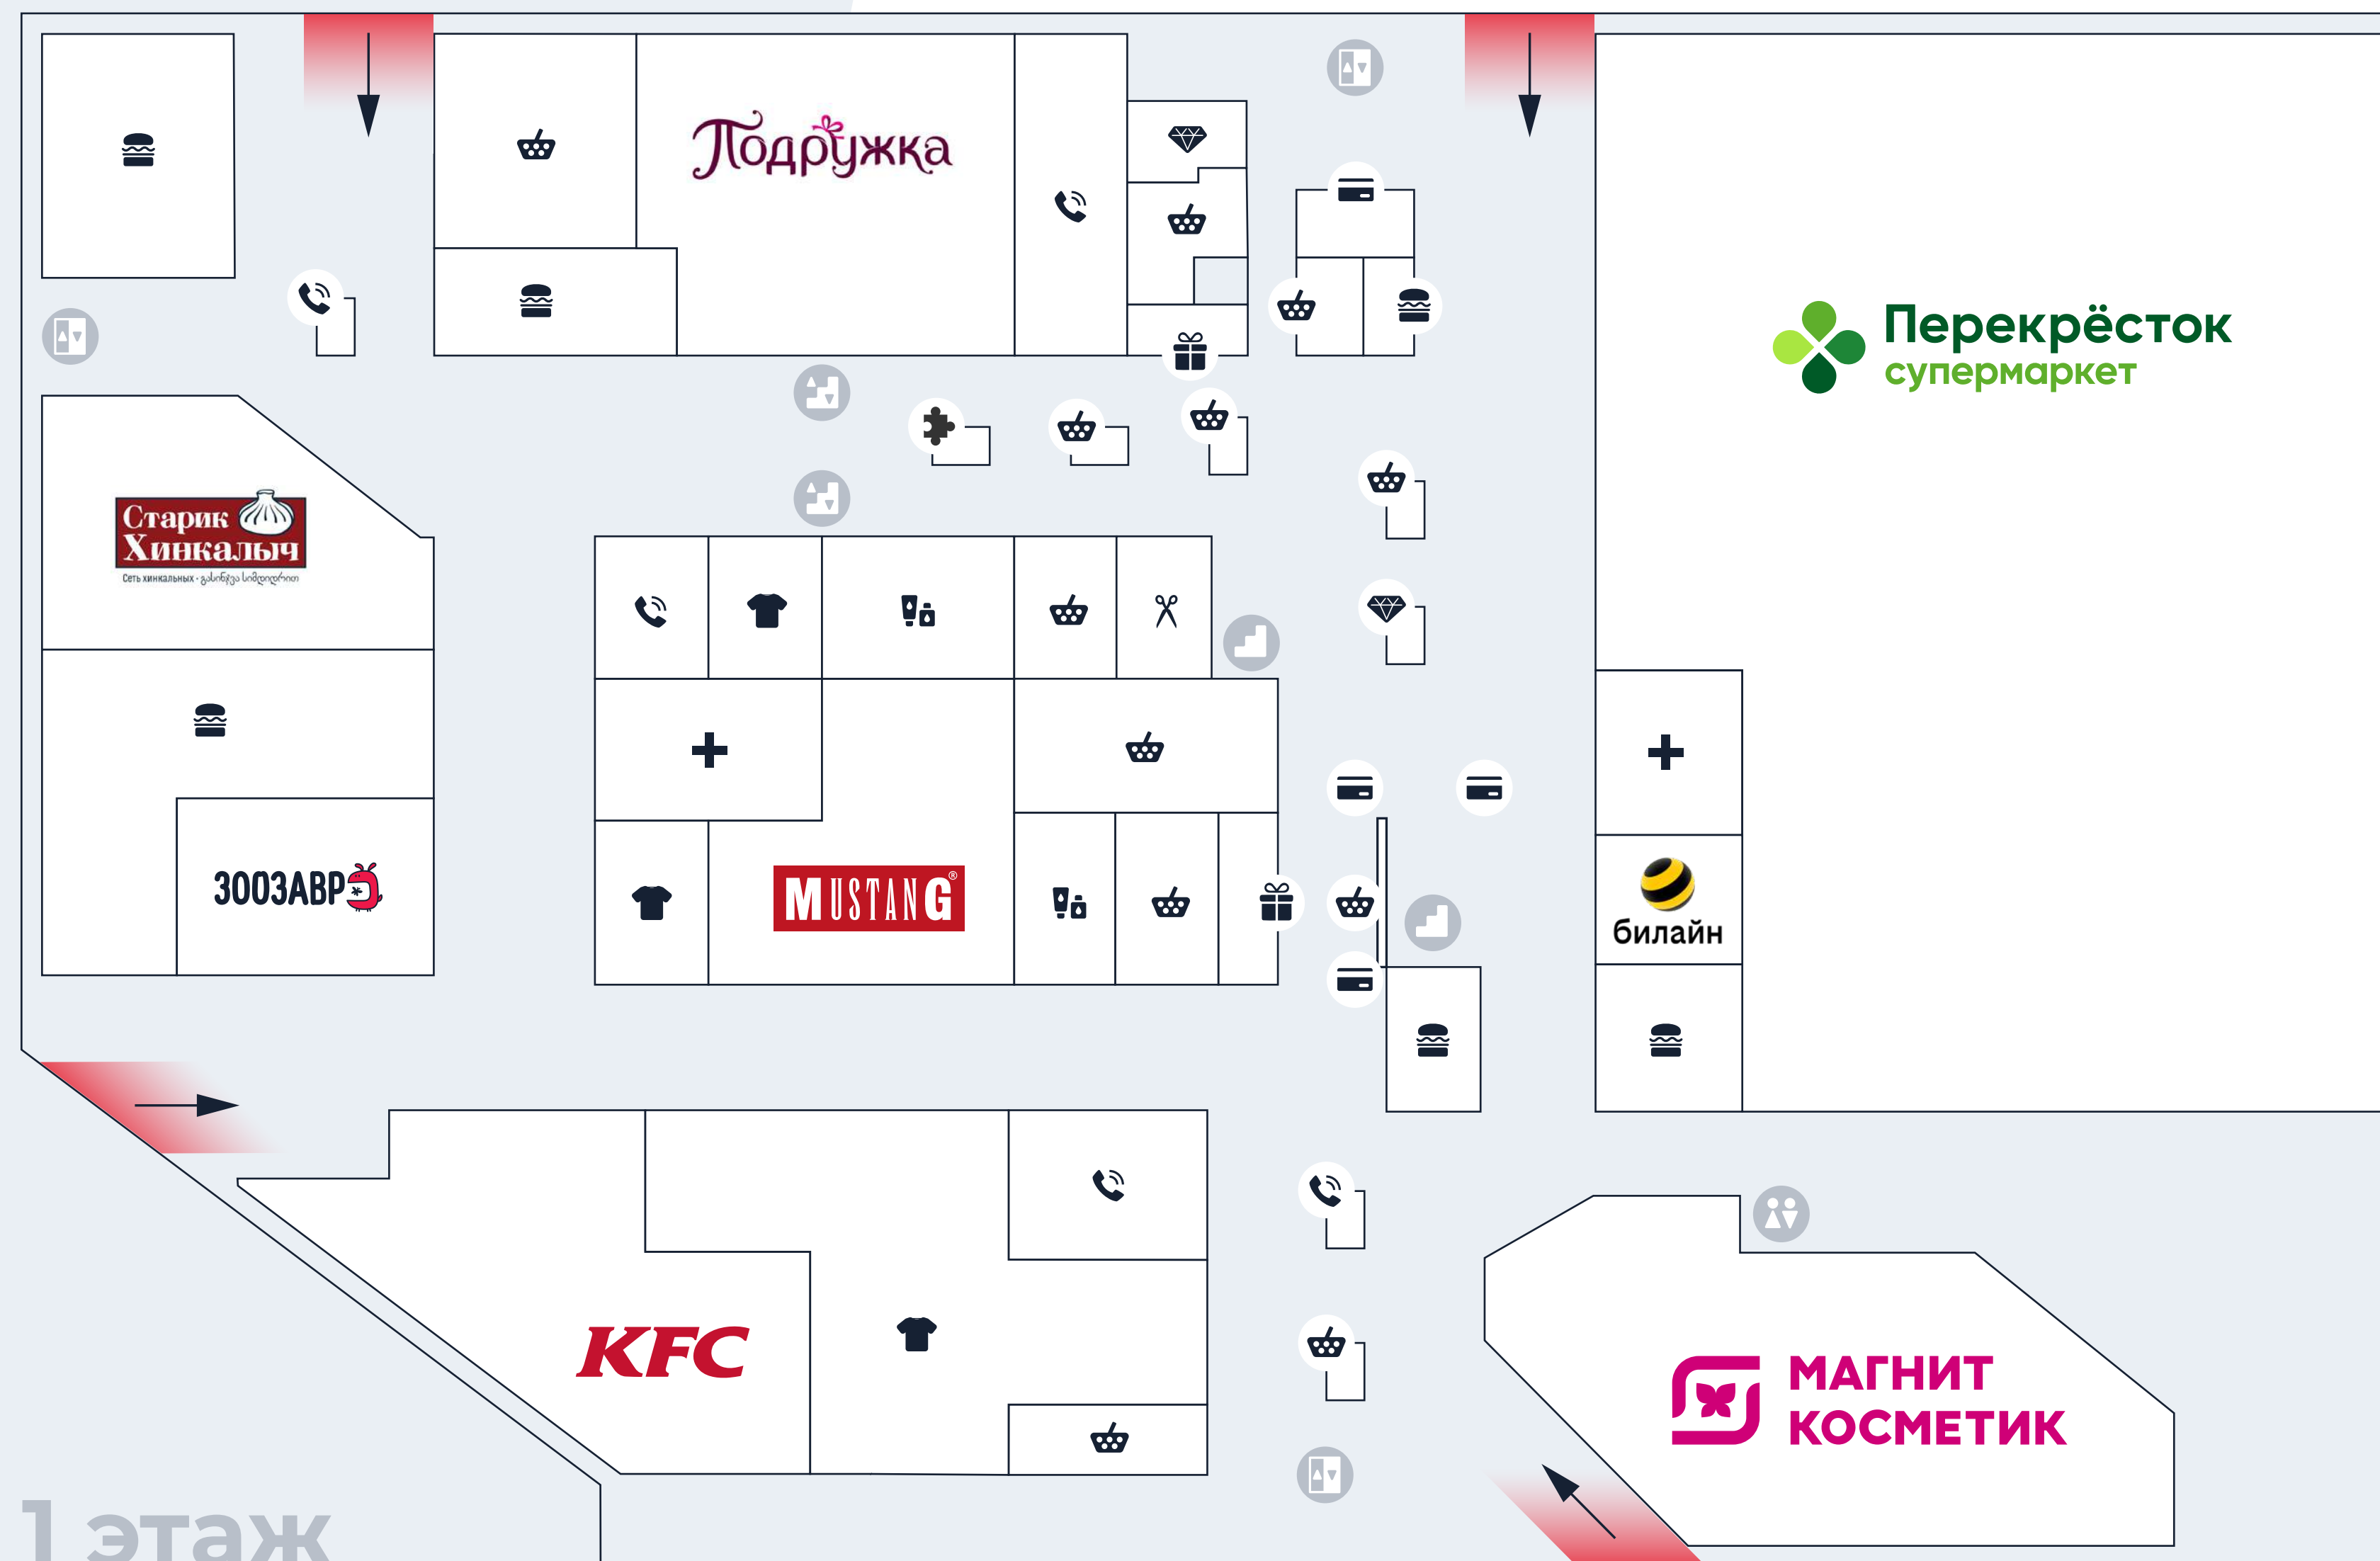 Подружка
Перекрёсток
супермаркет
Старик
Хинкалыч
Сеть хинкальных •
ЗООЗАВР
MUSTANG®
билайн
KFC
МАГНИТ
КОСМЕТИК
1 этаж